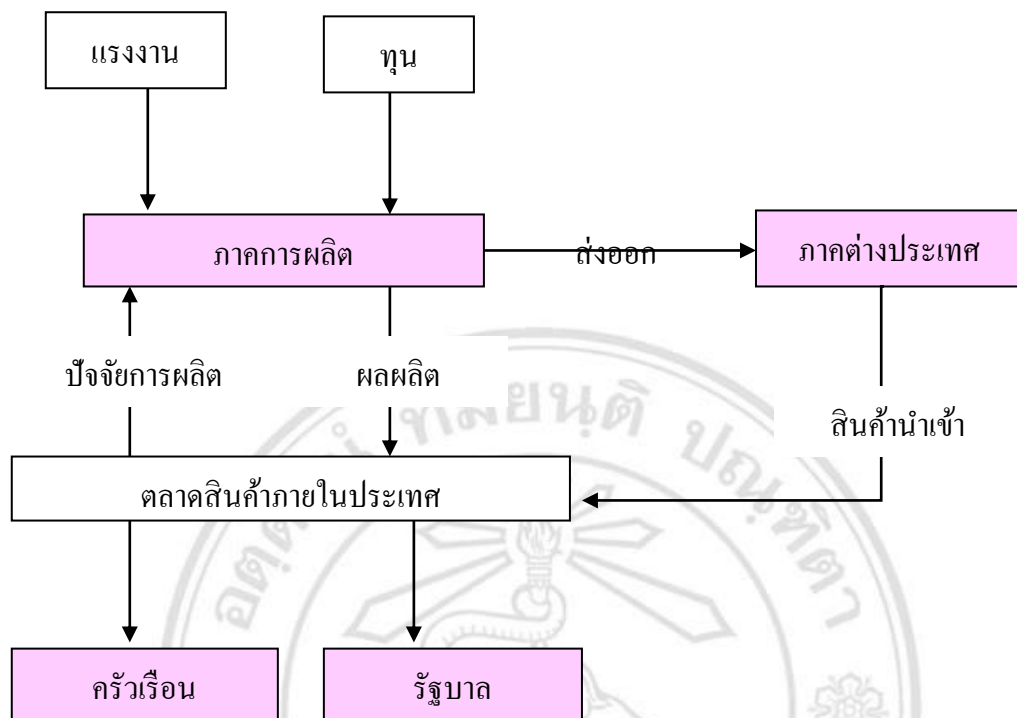 แรงงาน
ทุน
ภาคการผลิต
ส่งออก
ภาคต่างประเทศ
ปัจจัยการผลิต
ผลผลิต
สินค้านำเข้า
ตลาดสินค้าภายในประเทศ
ครัวเรือน
รัฐบาล